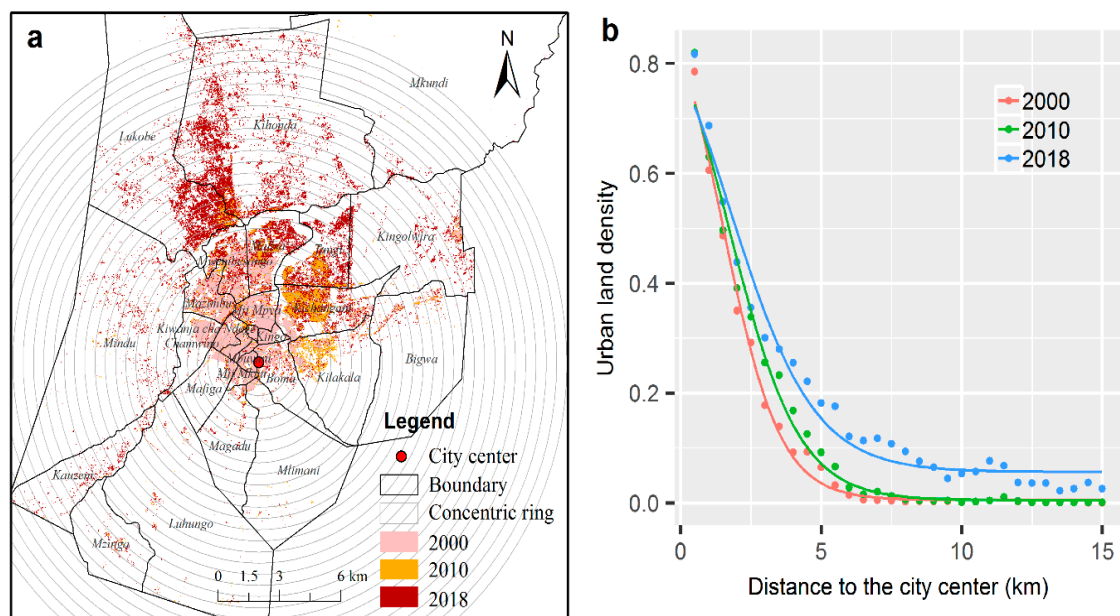 a
N
Mkundi
Lukobe
Kihonda
Kingolwira
Mazimbu
Mji Mpya
Kiwanja cha Ndege
Kingo
Chamwino
Mindu
Bigwa
Boma
Kilakala
Mafiga
Magadu
Mlimani
Kauzeni
Luhungo
Mzinga
Legend
City center
Boundary
Concentric ring
2000
2010
2018
0 1.5 3 6 km
b
2000
2010
2018
Urban land density
0.8
0.6
0.4
0.2
0.0
0 5 10 15
Distance to the city center (km)